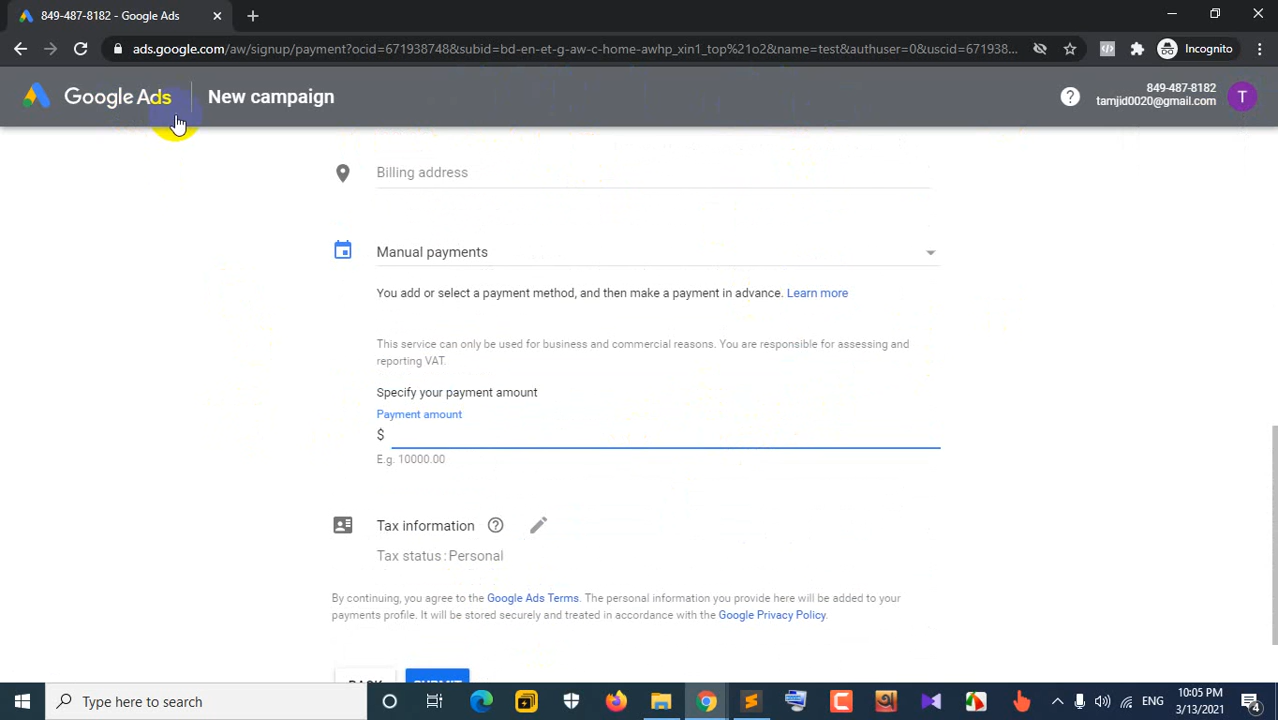 849-487-8182 - Google Ads
ads.google.com/aw/signup/payment?ocid=671938748&subid=bd-en-et-g-aw-c-home-awhp_xin1_top%21o2&name=test&authuser=0&uscid=671938...
Incognito
Google Ads
New campaign
849-487-8182
tamjid0020@gmail.com
T
Billing address
Manual payments
You add or select a payment method, and then make a payment in advance. Learn more
This service can only be used for business and commercial reasons. You are responsible for assessing and
reporting VAT.
Specify your payment amount
Payment amount
$
E.g. 10000.00
Tax information
Tax status: Personal
By continuing, you agree to the Google Ads Terms. The personal information you provide here will be added to your
payments profile. It will be stored securely and treated in accordance with the Google Privacy Policy.
BACK SUBMIT
Type here to search
ENG
10:05 PM
3/13/2021
4